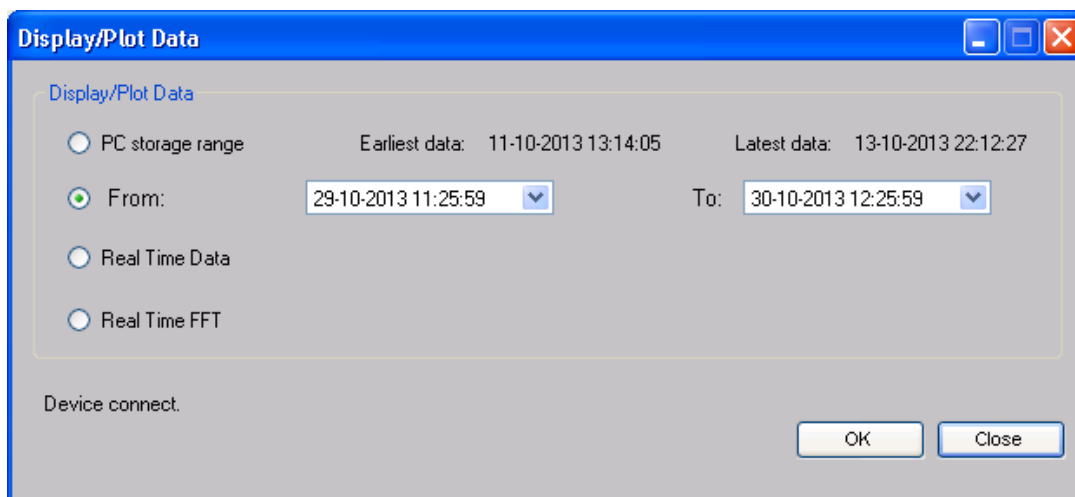 Display/Plot Data
Display/Plot Data
PC storage range Earliest data: 11-10-2013 13:14:05 Latest data: 13-10-2013 22:12:27
From: 29-10-2013 11:25:59 To: 30-10-2013 12:25:59
Real Time Data
Real Time FFT
Device connect.
OK Close